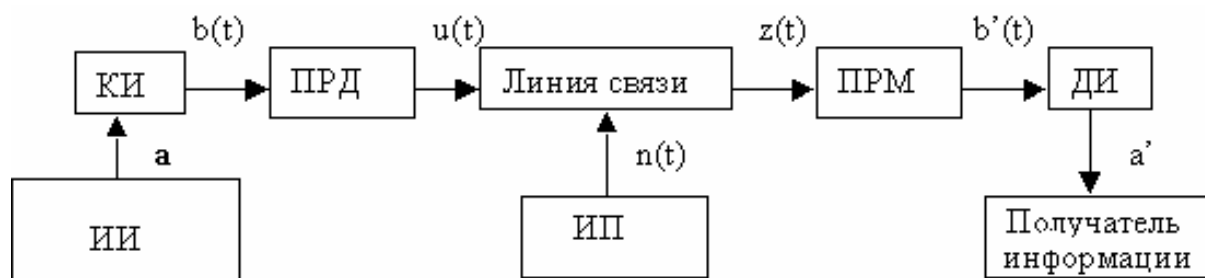 b(t)
u(t)
z(t)
b’(t)
КИ
ПРД
Линия связи
ПРМ
ДИ
a
n(t)
a’
ИИ
ИП
Получатель
информации